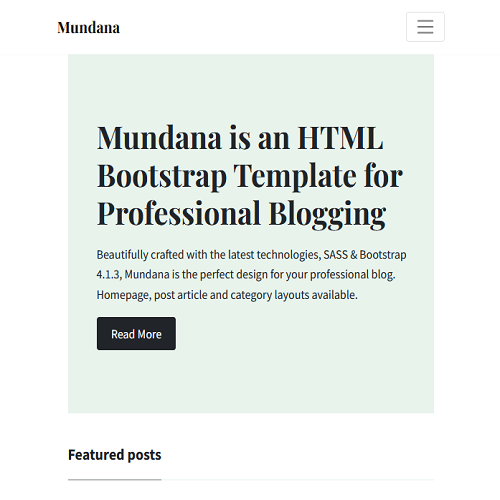 Mundana
Mundana is an HTML
Bootstrap Template for
Professional Blogging
Beautifully crafted with the latest technologies, SASS & Bootstrap
4.1.3, Mundana is the perfect design for your professional blog.
Homepage, post article and category layouts available.
Read More
Featured posts